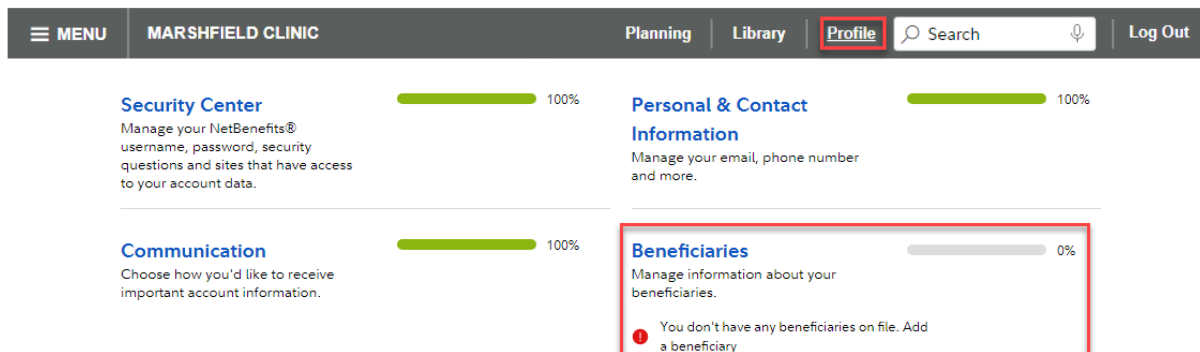 MENU
MARSHFIELD CLINIC
Planning
Library
Profile
Search
Log Out
Security Center
100%
Manage your NetBenefits®
username, password, security
questions and sites that have access
to your account data.
Personal & Contact
Information
100%
Manage your email, phone number
and more.
Communication
100%
Choose how you'd like to receive
important account information.
Beneficiaries
0%
Manage information about your
beneficiaries.
You don't have any beneficiaries on file. Add
a beneficiary